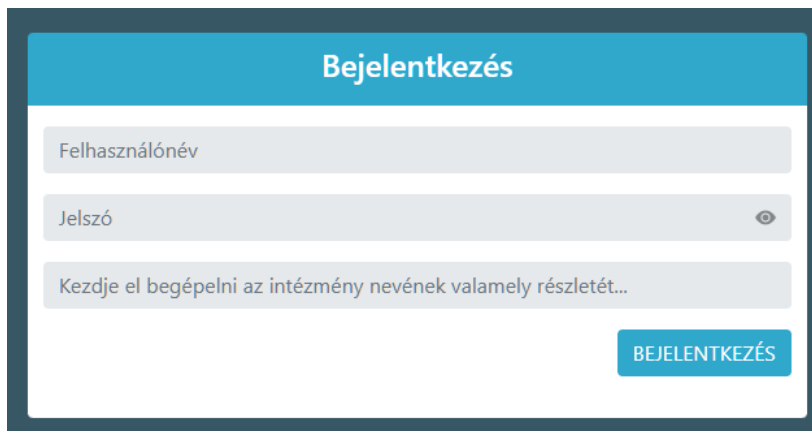 Bejelentkezés
Felhasználónév
Jelszó
Kezdje el begépelni az intézmény nevének valamely részletét...
BEJELENTKEZÉS